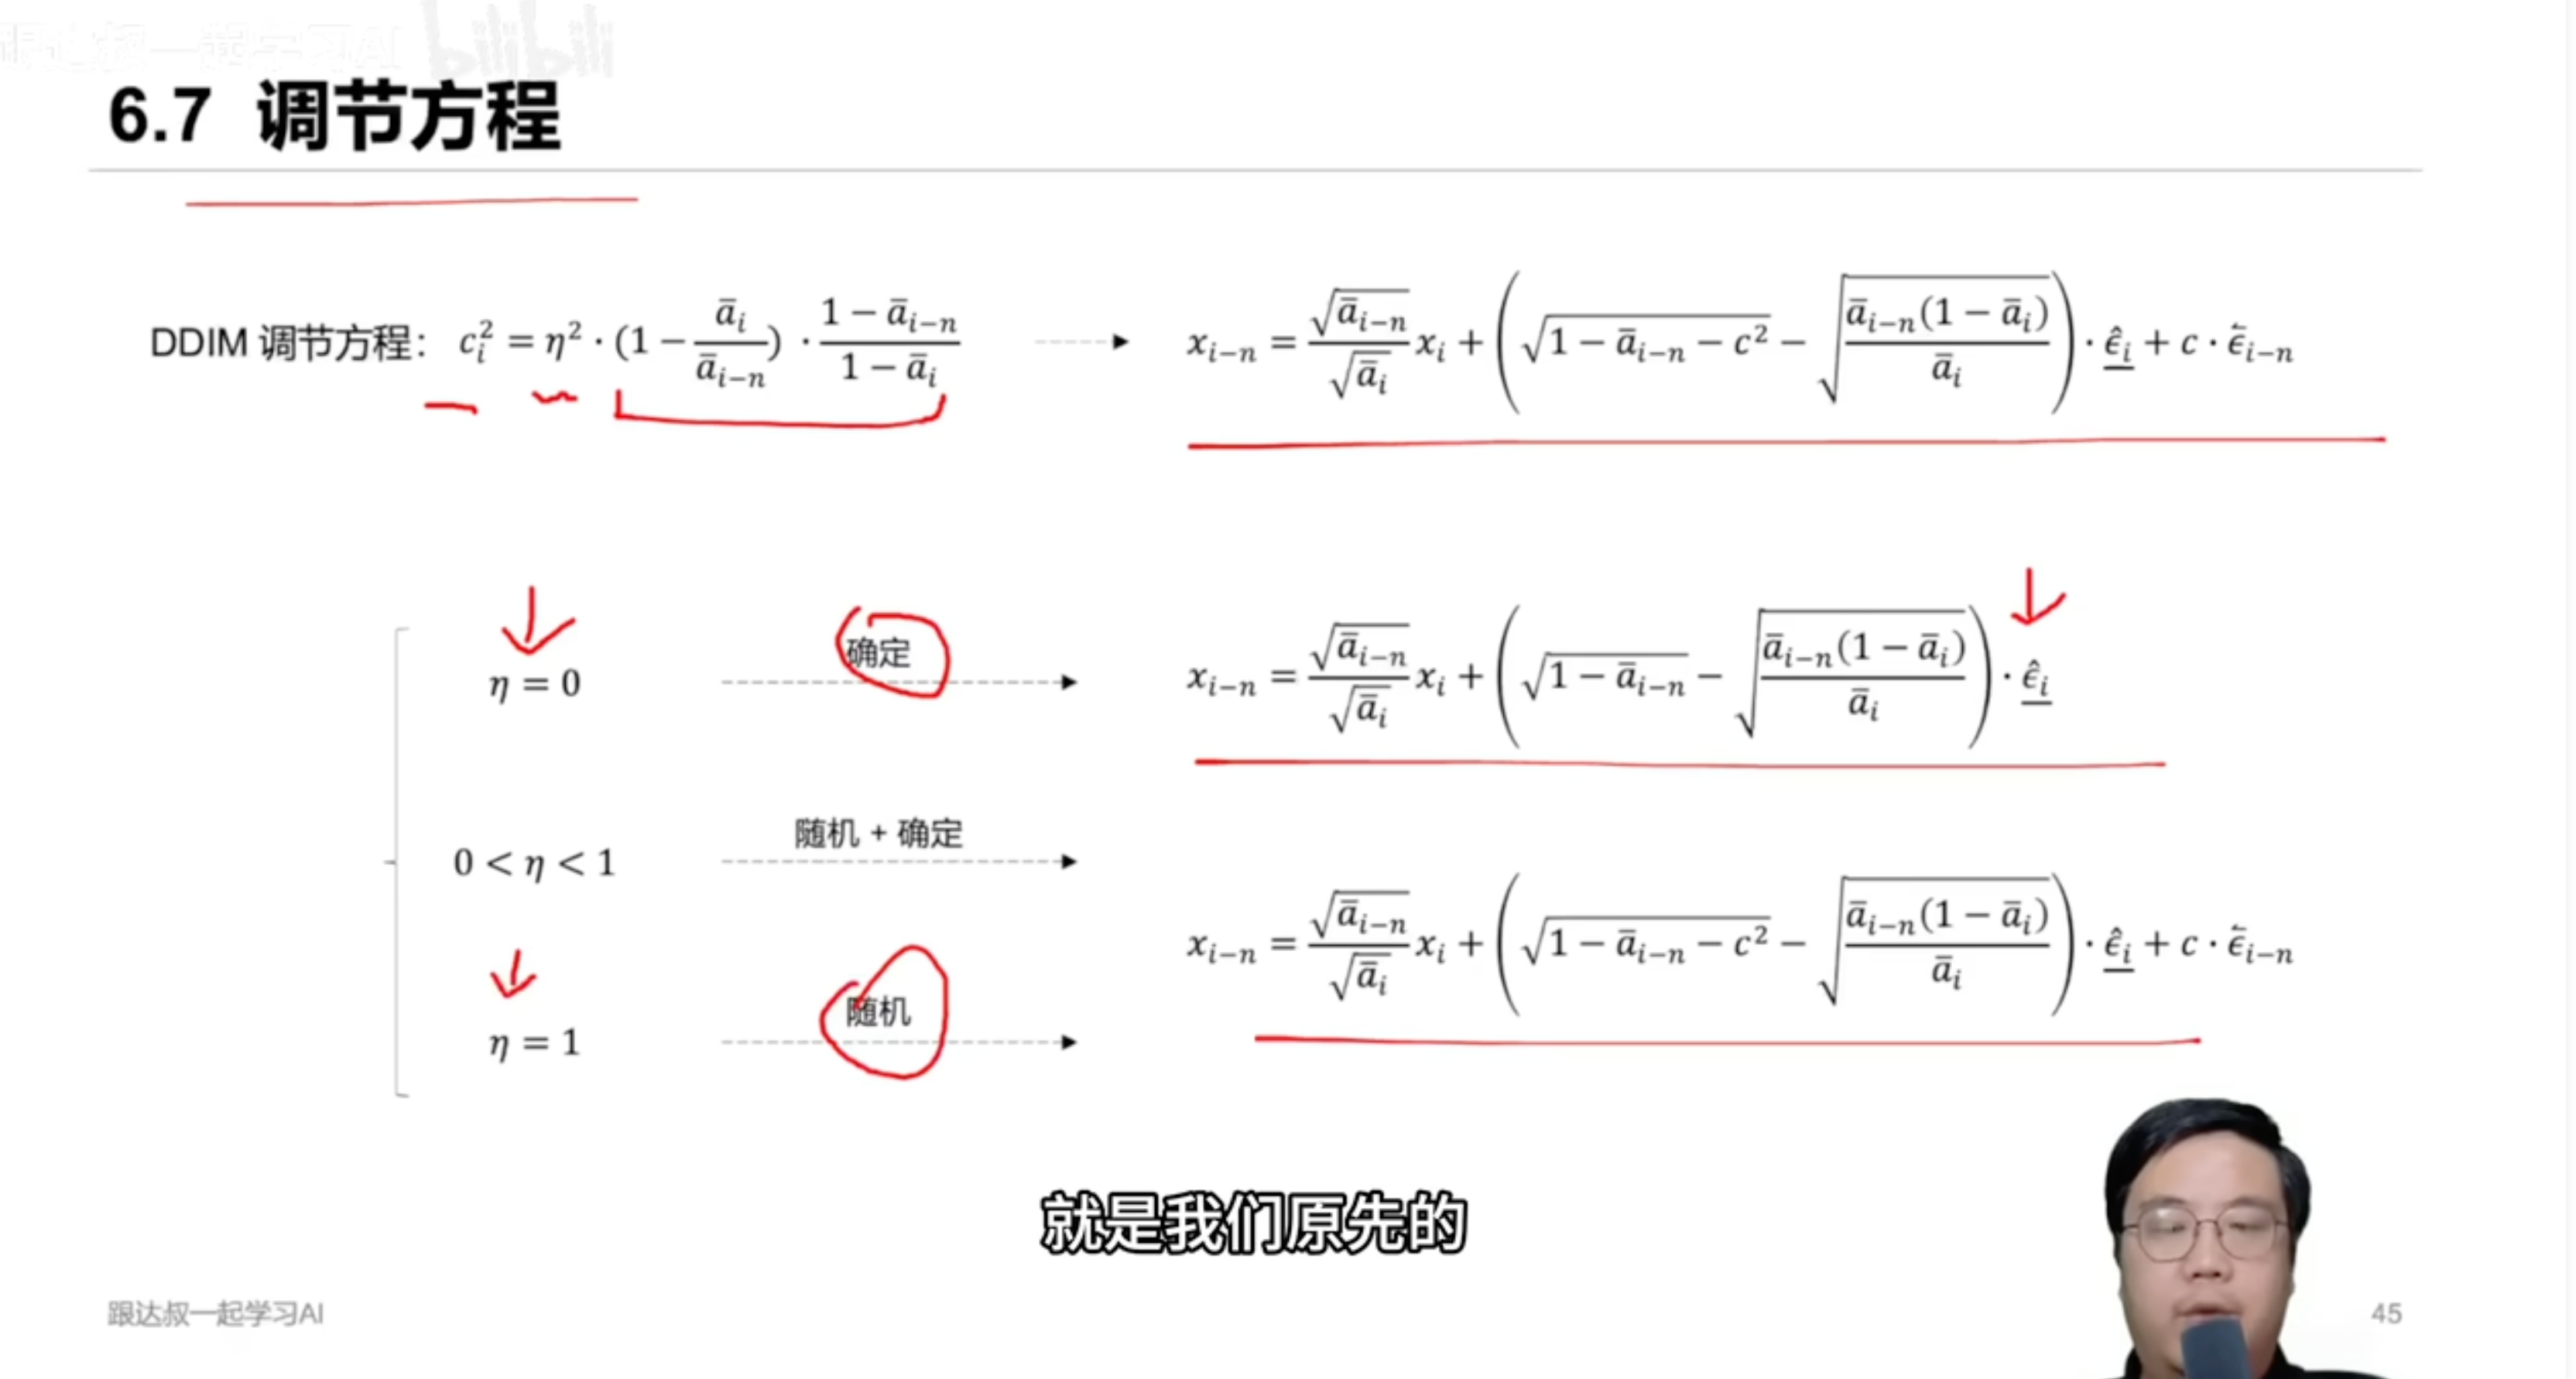 跟达叔一起学习AI bilibili
6.7 调节方程
DDIM 调节方程： $c_i^2 = \eta^2 \cdot (1 - \frac{\bar{a}_i}{\bar{a}_{i-n}}) \cdot \frac{1 - \bar{a}_{i-n}}{1 - \bar{a}_i}$ $x_{i-n} = \frac{\sqrt{\bar{a}_{i-n}}}{\sqrt{\bar{a}_i}} x_i + \left( \sqrt{1 - \bar{a}_{i-n} - c^2} - \sqrt{\frac{\bar{a}_{i-n}(1 - \bar{a}_i)}{\bar{a}_i}} \right) \cdot \underline{\hat{\epsilon}_i} + c \cdot \overleftarrow{\epsilon}_{i-n}$
$\eta = 0$ 确定 $x_{i-n} = \frac{\sqrt{\bar{a}_{i-n}}}{\sqrt{\bar{a}_i}} x_i + \left( \sqrt{1 - \bar{a}_{i-n}} - \sqrt{\frac{\bar{a}_{i-n}(1 - \bar{a}_i)}{\bar{a}_i}} \right) \cdot \underline{\hat{\epsilon}_i}$
$0 < \eta < 1$ 随机 + 确定
$\eta = 1$ 随机 $x_{i-n} = \frac{\sqrt{\bar{a}_{i-n}}}{\sqrt{\bar{a}_i}} x_i + \left( \sqrt{1 - \bar{a}_{i-n} - c^2} - \sqrt{\frac{\bar{a}_{i-n}(1 - \bar{a}_i)}{\bar{a}_i}} \right) \cdot \underline{\hat{\epsilon}_i} + c \cdot \overleftarrow{\epsilon}_{i-n}$
就是我们原先的
跟达叔一起学习AI 45